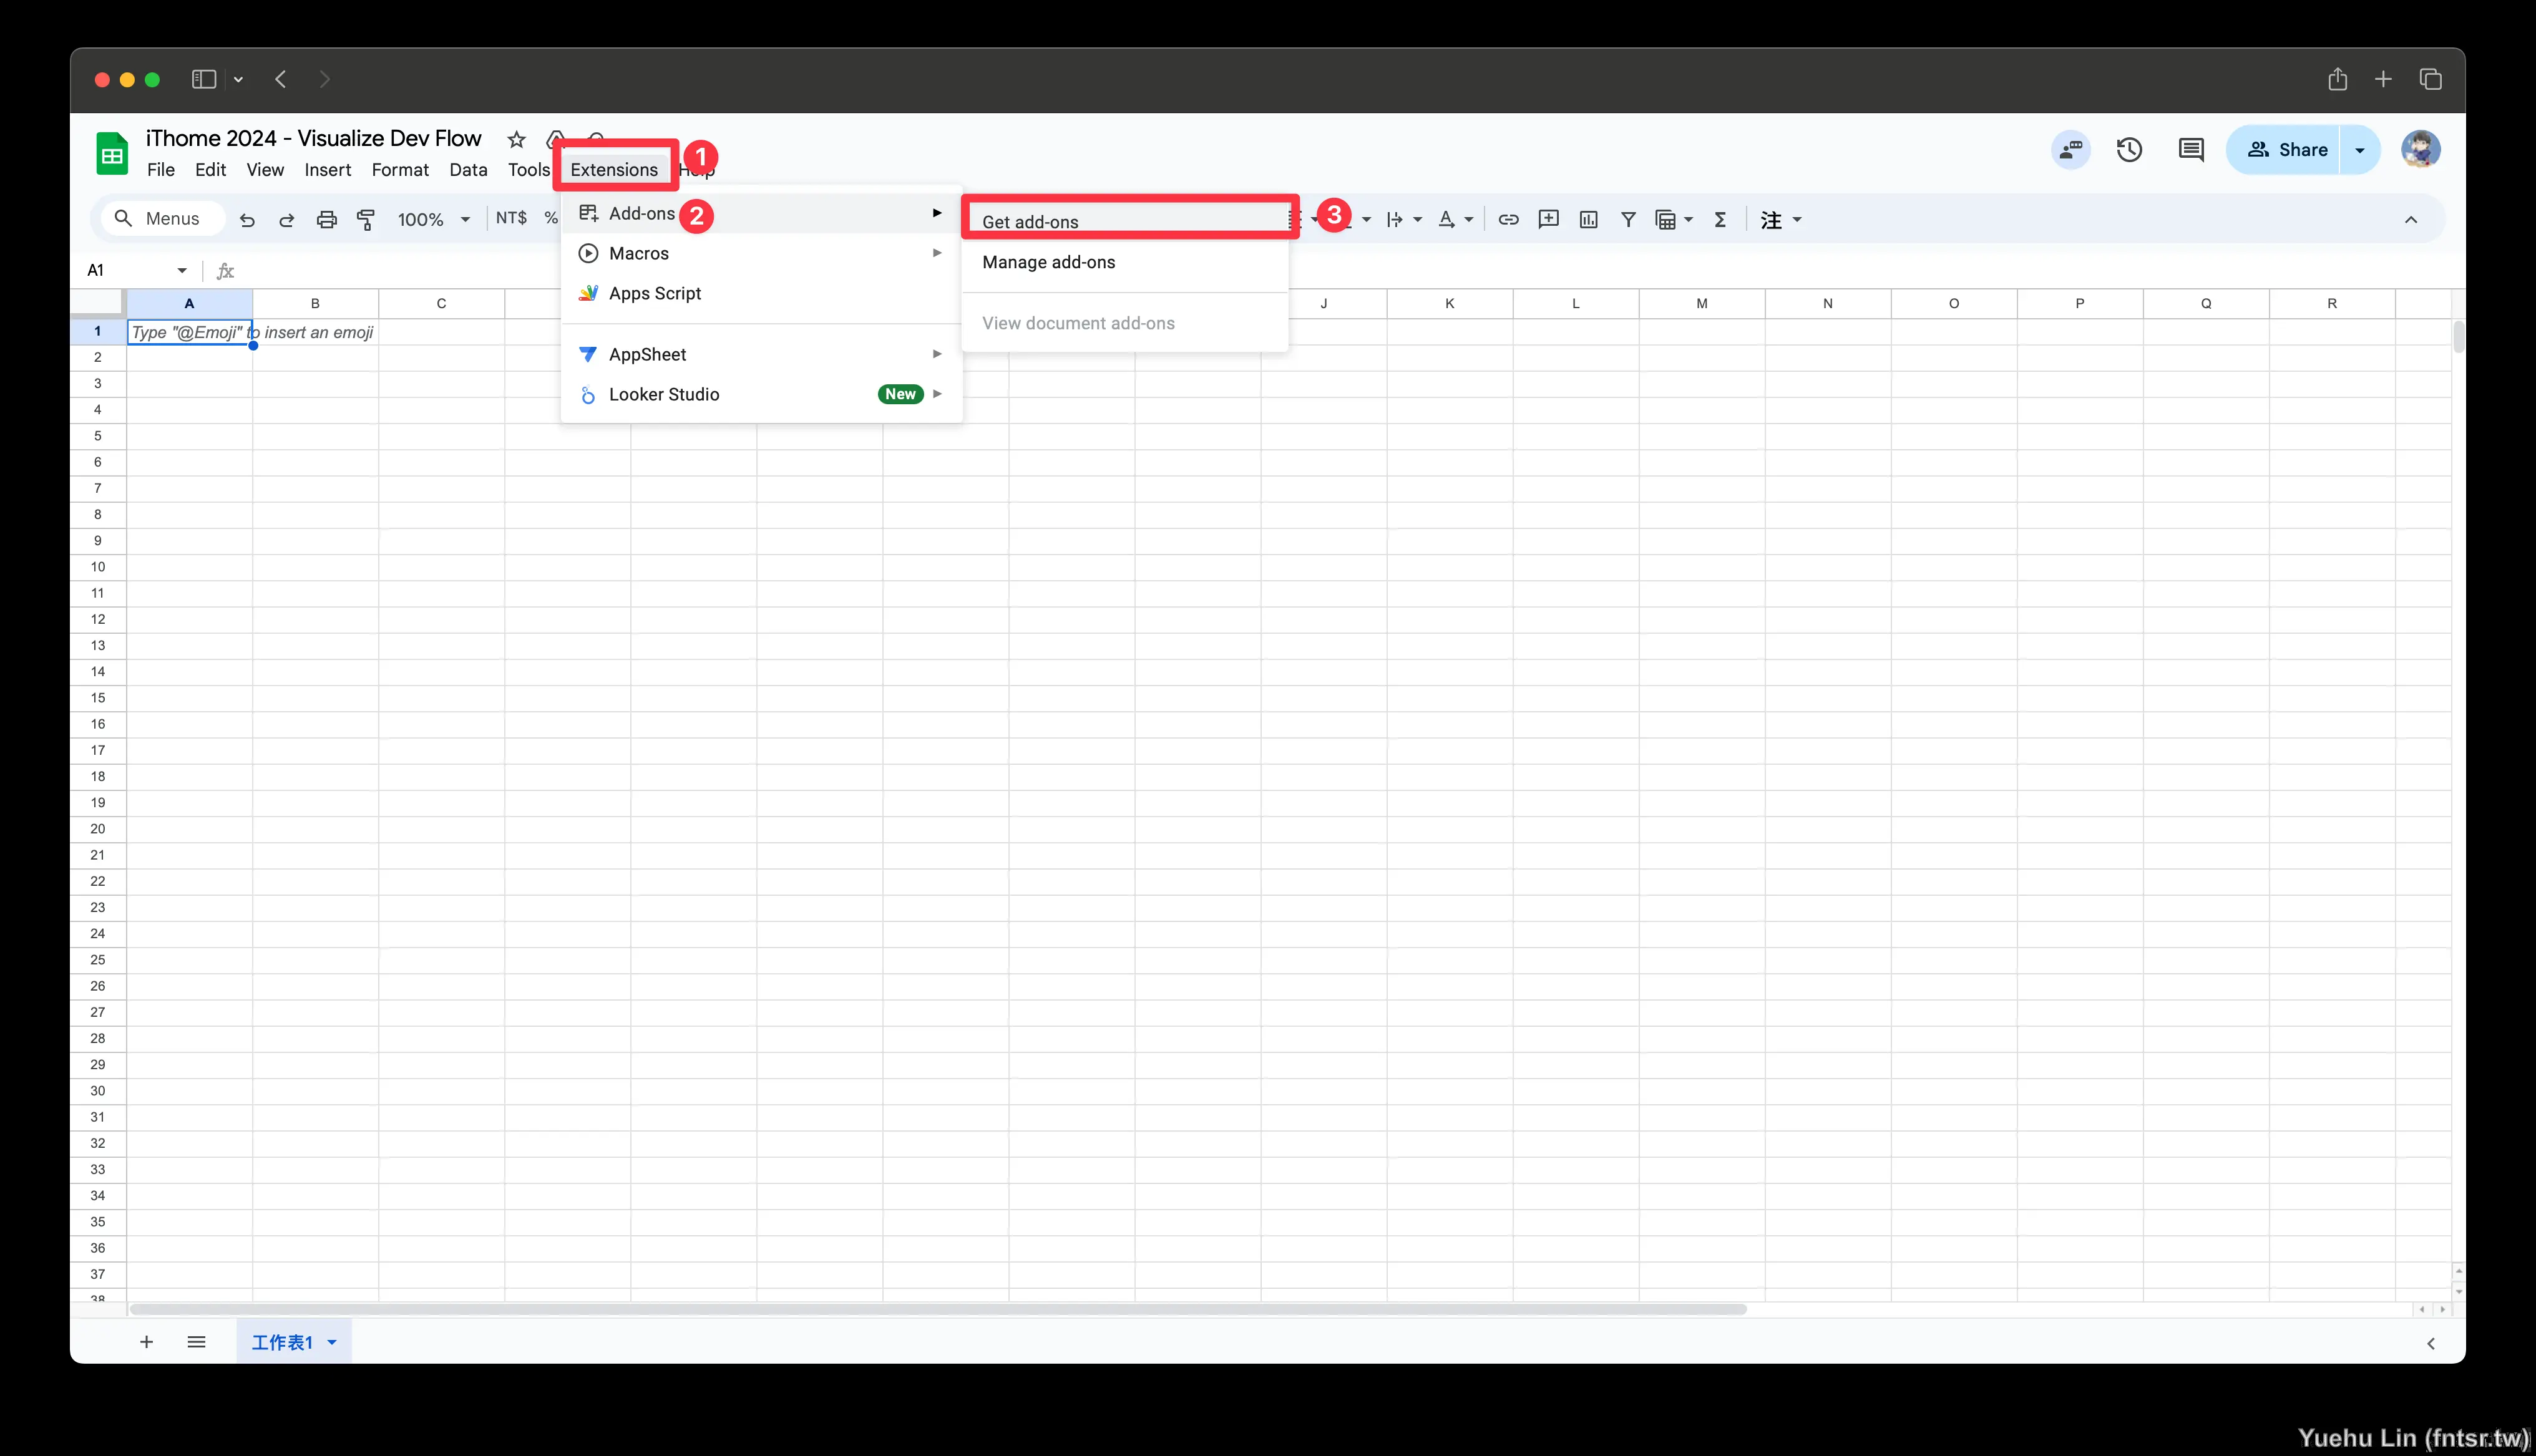 iThome 2024 - Visualize Dev Flow
File Edit View Insert Format Data Tools Extensions Help
1
Share
Menus
100%
NT$ %
注
Add-ons 2
Macros
Apps Script
AppSheet
Looker Studio New
Get add-ons 3
Manage add-ons
View document add-ons
A1
fx
A B C J K L M N O P Q R
1 Type "@Emoji" to insert an emoji
2
3
4
5
6
7
8
9
10
11
12
13
14
15
16
17
18
19
20
21
22
23
24
25
26
27
28
29
30
31
32
33
34
35
36
37
38
工作表1
Yuehu Lin (fntsr.tw)